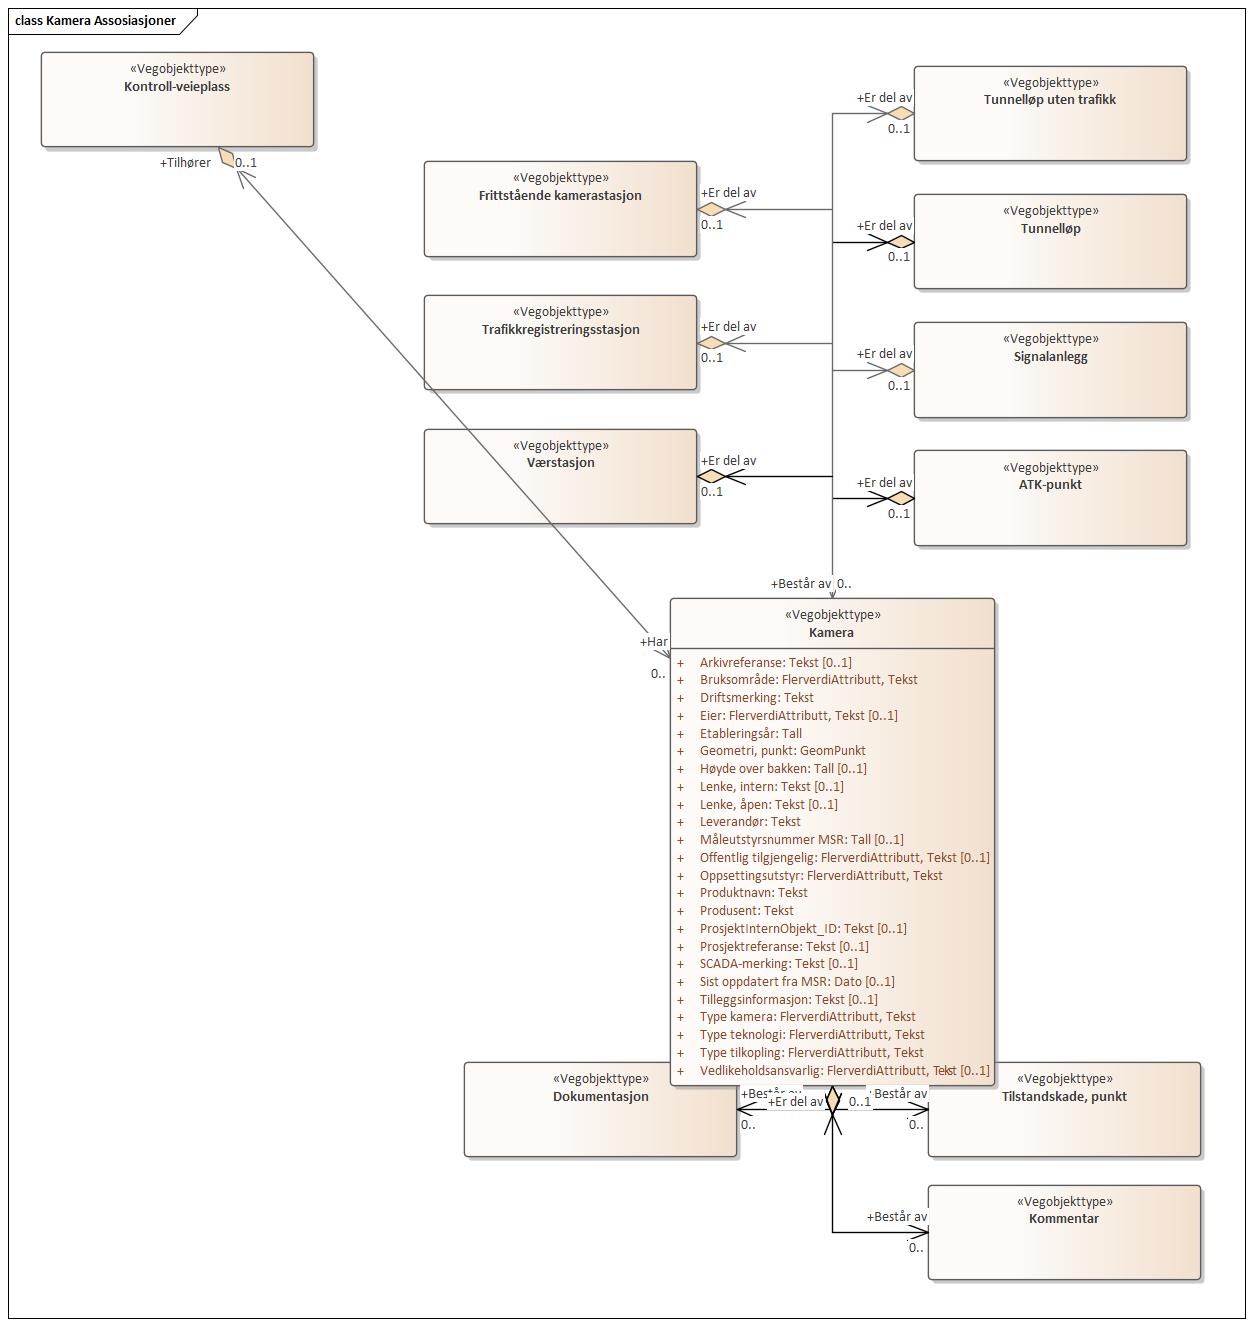 class Kamera Assosiasjoner
«Vegobjekttype»
Kontroll-veieplass
+Tilhører
0..1
«Vegobjekttype»
Tunnelløp uten trafikk
+Er del av
0..1
«Vegobjekttype»
Frittstående kamerastasjon
+Er del av
0..1
«Vegobjekttype»
Tunnelløp
+Er del av
0..1
«Vegobjekttype»
Trafikkregistreringsstasjon
+Er del av
0..1
«Vegobjekttype»
Signalanlegg
+Er del av
0..1
«Vegobjekttype»
Værstasjon
+Er del av
0..1
«Vegobjekttype»
ATK-punkt
+Er del av
0..1
+Består av
0..
+Har
0..
«Vegobjekttype»
Kamera
+ Arkivreferanse: Tekst [0..1]
+ Bruksområde: FlerverdiAttributt, Tekst
+ Driftsmerking: Tekst
+ Eier: FlerverdiAttributt, Tekst [0..1]
+ Etableringsår: Tall
+ Geometri, punkt: GeomPunkt
+ Høyde over bakken: Tall [0..1]
+ Lenke, intern: Tekst [0..1]
+ Lenke, åpen: Tekst [0..1]
+ Leverandør: Tekst
+ Måleutstyrsnummer MSR: Tall [0..1]
+ Offentlig tilgjengelig: FlerverdiAttributt, Tekst [0..1]
+ Oppsettingsutstyr: FlerverdiAttributt, Tekst
+ Produktnavn: Tekst
+ Produsent: Tekst
+ ProsjektInternObjekt_ID: Tekst [0..1]
+ Prosjektreferanse: Tekst [0..1]
+ SCADA-merking: Tekst [0..1]
+ Sist oppdatert fra MSR: Dato [0..1]
+ Tilleggsinformasjon: Tekst [0..1]
+ Type kamera: FlerverdiAttributt, Tekst
+ Type teknologi: FlerverdiAttributt, Tekst
+ Type tilkopling: FlerverdiAttributt, Tekst
+ Vedlikeholdsansvarlig: FlerverdiAttributt, Tekst [0..1]
«Vegobjekttype»
Dokumentasjon
+Består av
0..
+Er del av
0..1
Består av
0..
«Vegobjekttype»
Tilstandskade, punkt
+Består av
0..
«Vegobjekttype»
Kommentar